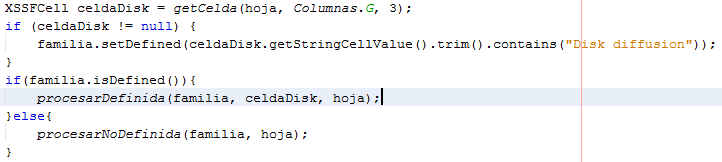 XSSFCell celdaDisk = getCelda(hoja, Columnas.G, 3);
if (celdaDisk != null) {
    familia.setDefined(celdaDisk.getStringCellValue().trim().contains("Disk diffusion"));
}
if(familia.isDefined()){
    procesarDefinida(familia, celdaDisk, hoja);
}else{
    procesarNoDefinida(familia, hoja);
}